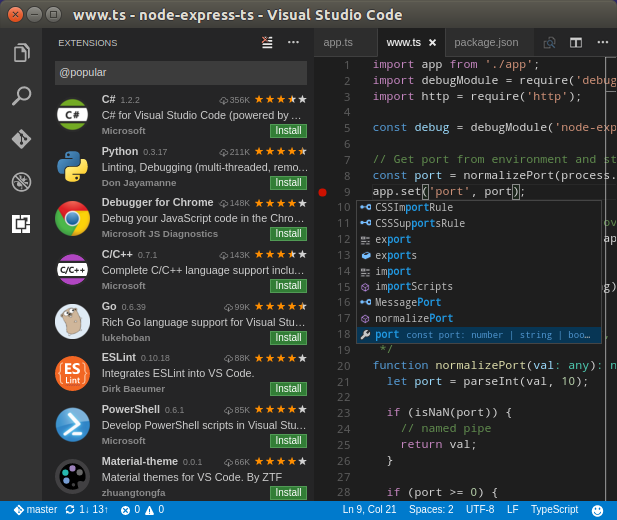 www.ts - node-express-ts - Visual Studio Code
EXTENSIONS
@popular
C# 1.2.2 356K
C# for Visual Studio Code (powered by ...
Microsoft Install
Python 0.3.17 211K
Linting, Debugging (multi-threaded, remo...
Don Jayamanne Install
Debugger for Chrome 148K
Debug your JavaScript code in the Chro...
Microsoft JS Diagnostics Install
C/C++ 0.7.1 143K
Complete C/C++ language support inclu...
Microsoft Install
Go 0.6.39 99K
Rich Go language support for Visual Stu...
lukehoban Install
ESLint 0.10.18 88K
Integrates ESLint into VS Code.
Dirk Baeumer Install
PowerShell 0.6.1 85K
Develop PowerShell scripts in Visual Stu...
Microsoft Install
Material-theme 0.0.1 66K
Material themes for VS Code. By ZTF
zhuangtongfa Install
C#
C/C++
ES
Lint
app.ts www.ts package.json
1 import app from './app';
2 import debugModule = require('debug
3 import http = require('http');
4
5 const debug = debugModule('node-exp
6
7 // Get port from environment and st
8 const port = normalizePort(process.
9 app.set('port', port);
10
11
12
13
14
15
16
17
18
19 */
20 function normalizePort(val: any): n
21 let port = parseInt(val, 10);
22
23 if (isNaN(port)) {
24 // named pipe
25 return val;
26 }
27
28 if (port >= 0) {
CSSImportRule
CSSSupportsRule
export
exports
import
importScripts
MessagePort
normalizePort
port const port: number | string | boo...
master 1↓ 13↑ 0 0 Ln 9, Col 21 Spaces: 2 UTF-8 LF TypeScript